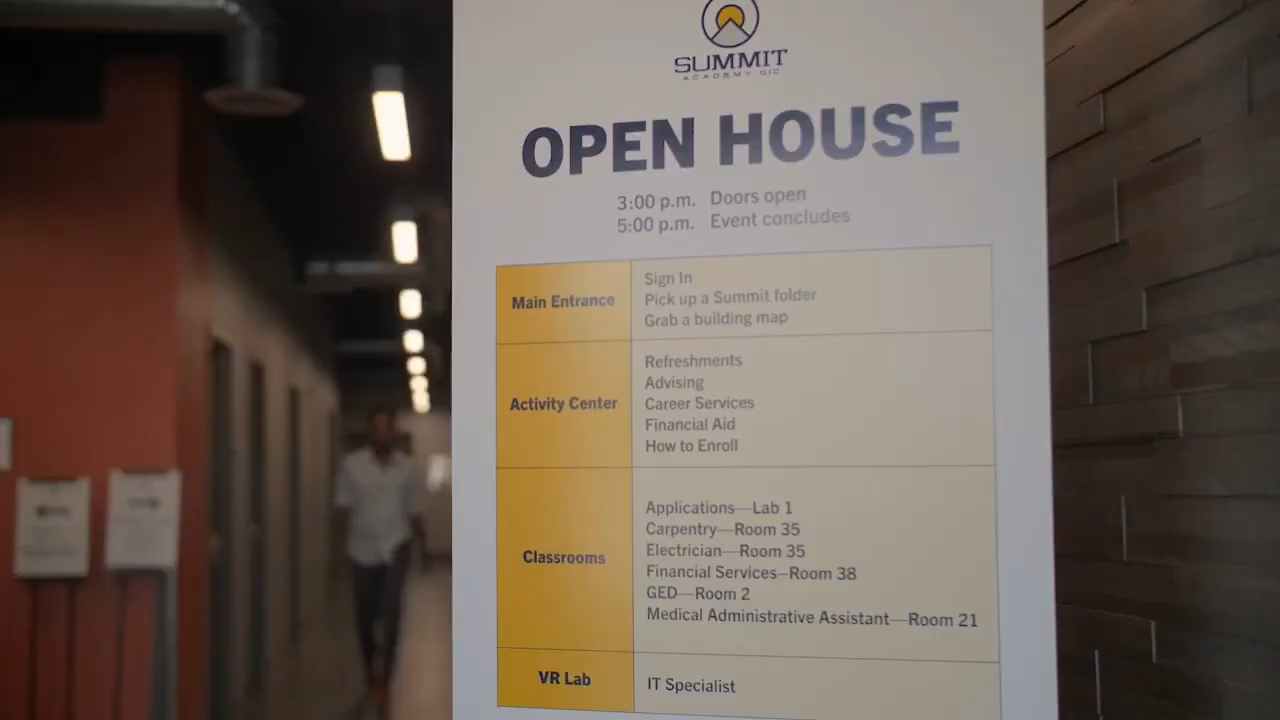 SUMMIT
ACADEMY OIC
OPEN HOUSE
3:00 p.m. Doors open
5:00 p.m. Event concludes
Main Entrance
Sign In
Pick up a Summit folder
Grab a building map
Activity Center
Refreshments
Advising
Career Services
Financial Aid
How to Enroll
Classrooms
Applications—Lab 1
Carpentry—Room 35
Electrician—Room 35
Financial Services—Room 38
GED—Room 2
Medical Administrative Assistant—Room 21
VR Lab
IT Specialist